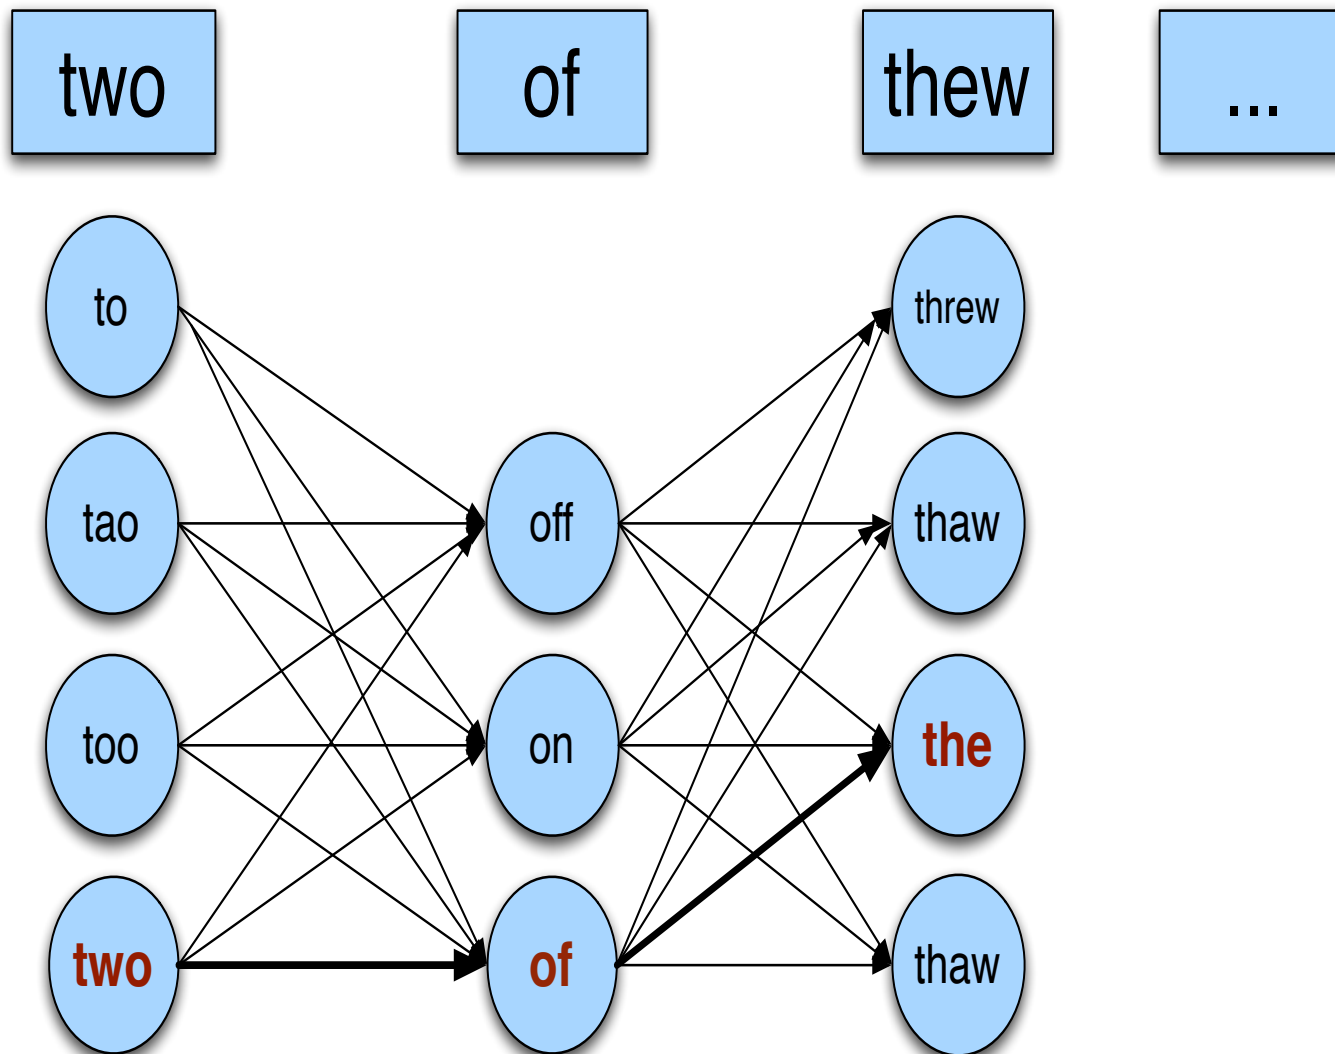 two of thew ...
to threw
tao off thaw
too on the
two of thaw